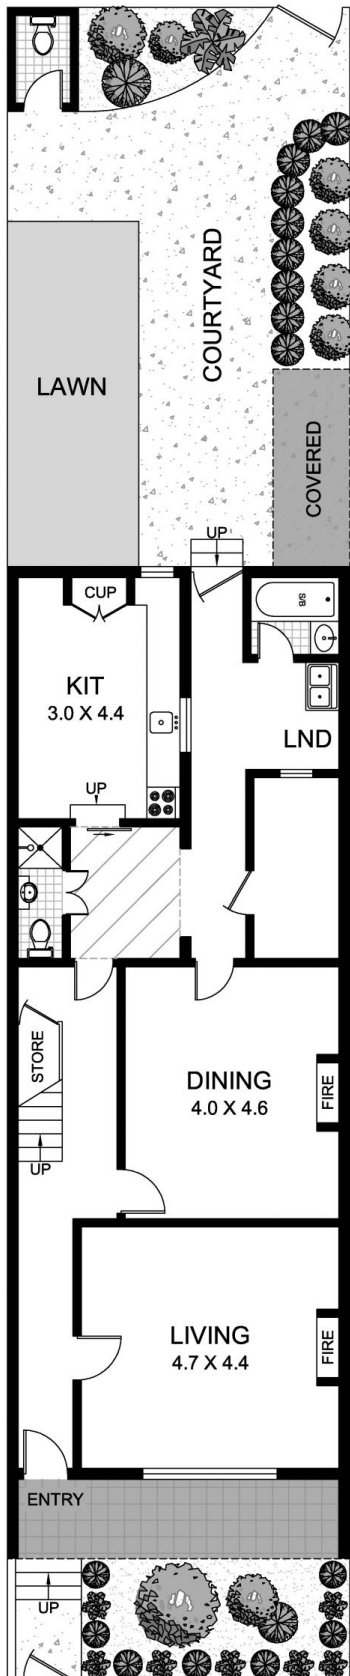 LAWN
COURTYARD
COVERED
UP
CUP
S/B
KIT
3.0 X 4.4
LND
UP
STORE
UP
DINING
4.0 X 4.6
FIRE
LIVING
4.7 X 4.4
FIRE
ENTRY
UP